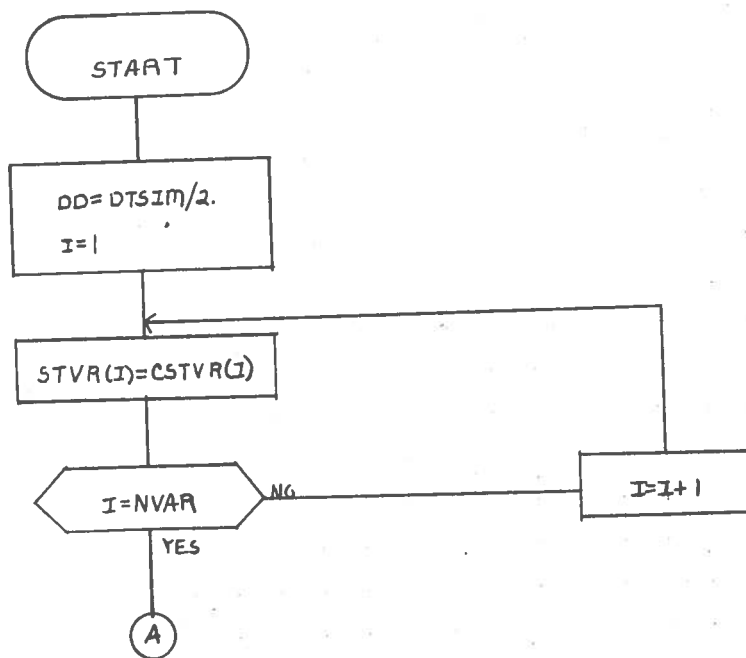 START
DD=DTSIM/2.
I=1
STVR(I)=CSTVR(I)
I=NVAR
NO
I=I+1
YES
A